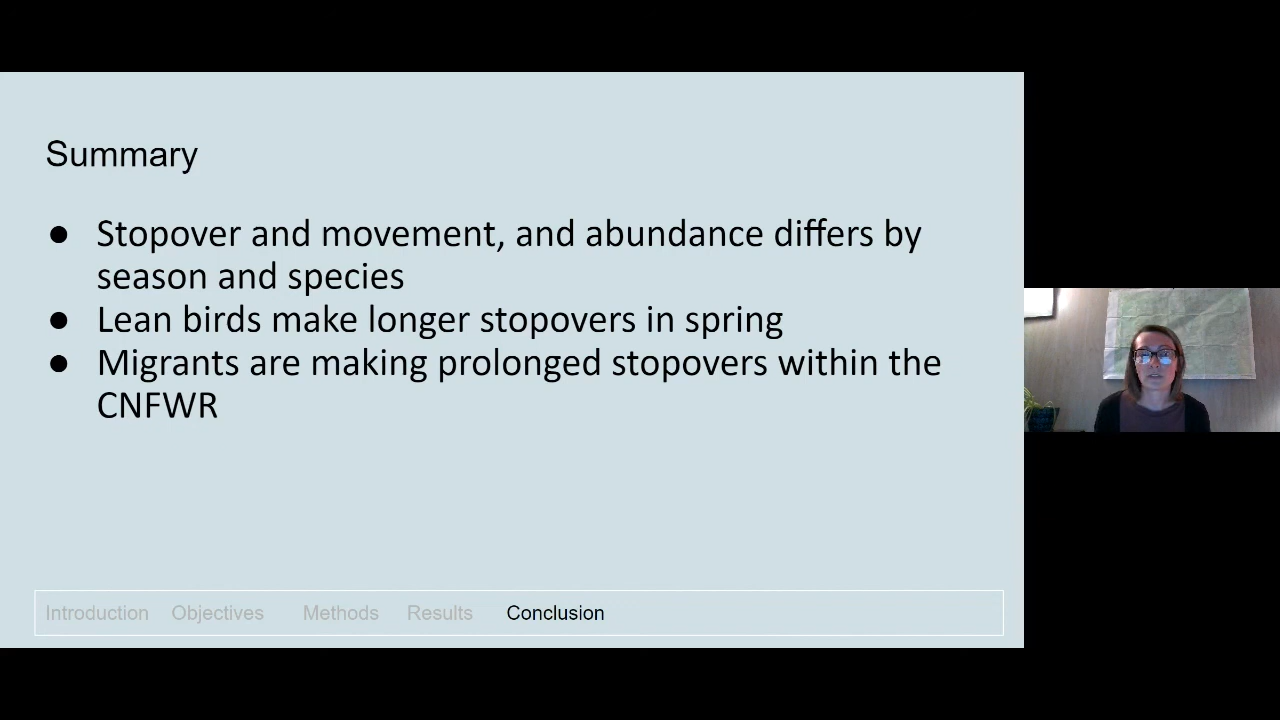 Summary
● Stopover and movement, and abundance differs by
season and species
● Lean birds make longer stopovers in spring
● Migrants are making prolonged stopovers within the
CNFWR
Introduction Objectives Methods Results Conclusion